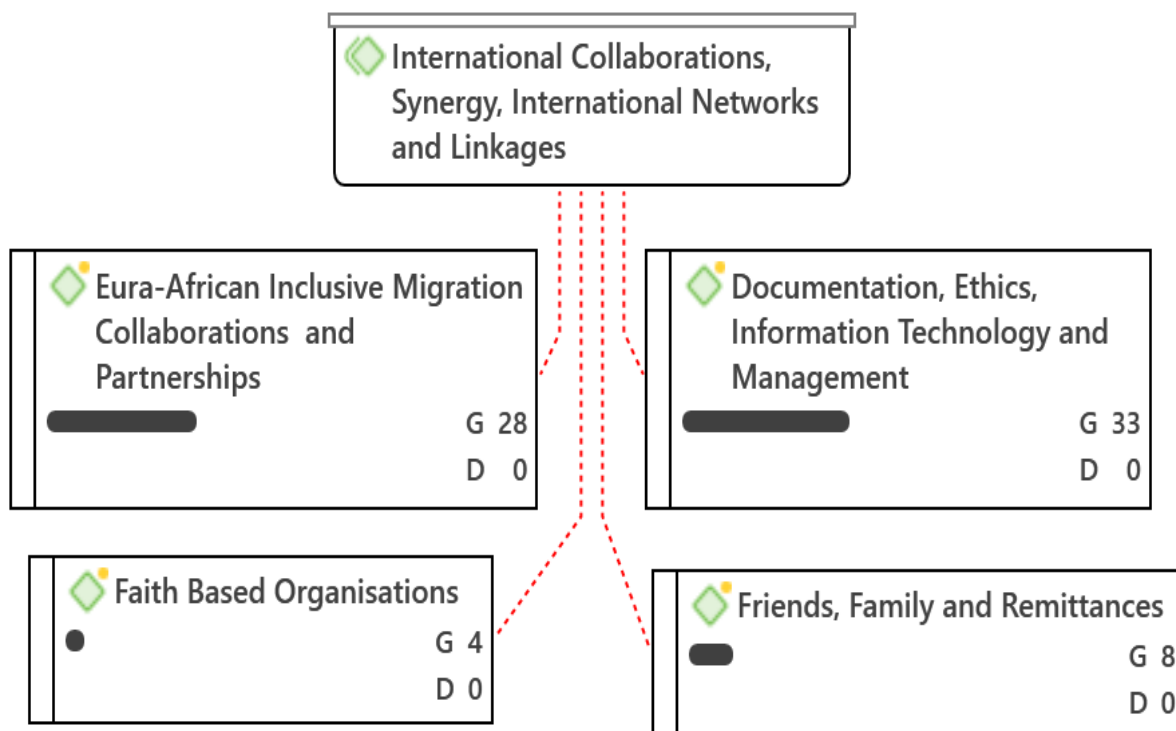 International Collaborations,
Synergy, International Networks
and Linkages
Eura-African Inclusive Migration
Collaborations and
Partnerships
G 28
D 0
Documentation, Ethics,
Information Technology and
Management
G 33
D 0
Faith Based Organisations
G 4
D 0
Friends, Family and Remittances
G 8
D 0